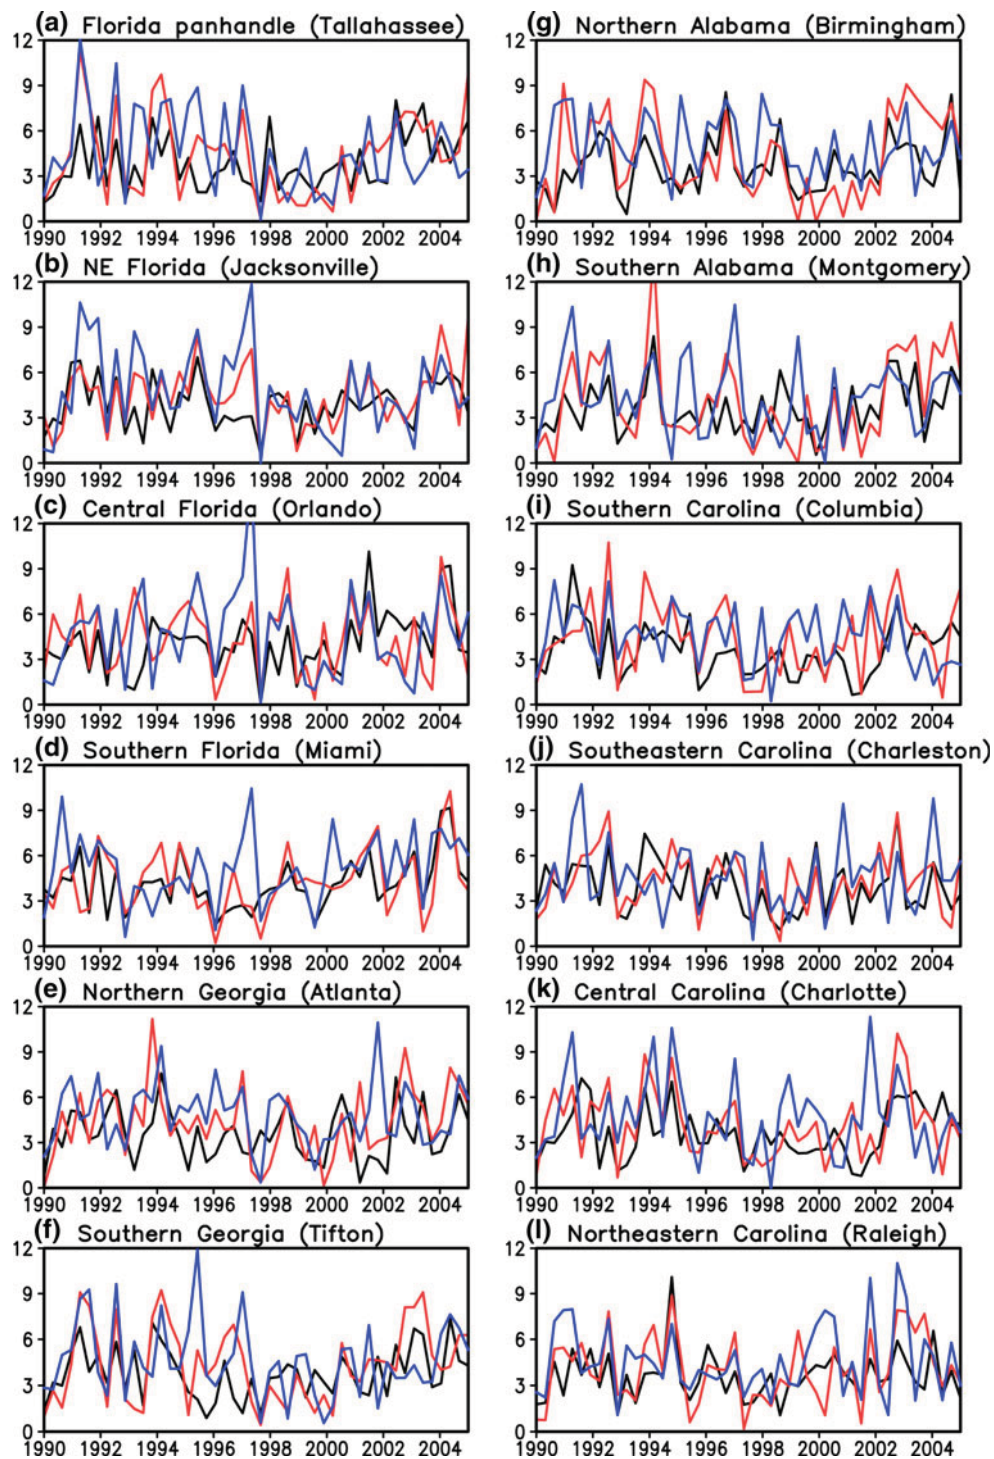 (a) Florida panhandle (Tallahassee)
12
9
6
3
0
1990 1992 1994 1996 1998 2000 2002 2004
(b) NE Florida (Jacksonville)
12
9
6
3
0
1990 1992 1994 1996 1998 2000 2002 2004
(c) Central Florida (Orlando)
12
9
6
3
0
1990 1992 1994 1996 1998 2000 2002 2004
(d) Southern Florida (Miami)
12
9
6
3
0
1990 1992 1994 1996 1998 2000 2002 2004
(e) Northern Georgia (Atlanta)
12
9
6
3
0
1990 1992 1994 1996 1998 2000 2002 2004
(f) Southern Georgia (Tifton)
12
9
6
3
0
1990 1992 1994 1996 1998 2000 2002 2004
(g) Northern Alabama (Birmingham)
12
9
6
3
0
1990 1992 1994 1996 1998 2000 2002 2004
(h) Southern Alabama (Montgomery)
12
9
6
3
0
1990 1992 1994 1996 1998 2000 2002 2004
(i) Southern Carolina (Columbia)
12
9
6
3
0
1990 1992 1994 1996 1998 2000 2002 2004
(j) Southeastern Carolina (Charleston)
12
9
6
3
0
1990 1992 1994 1996 1998 2000 2002 2004
(k) Central Carolina (Charlotte)
12
9
6
3
0
1990 1992 1994 1996 1998 2000 2002 2004
(l) Northeastern Carolina (Raleigh)
12
9
6
3
0
1990 1992 1994 1996 1998 2000 2002 2004